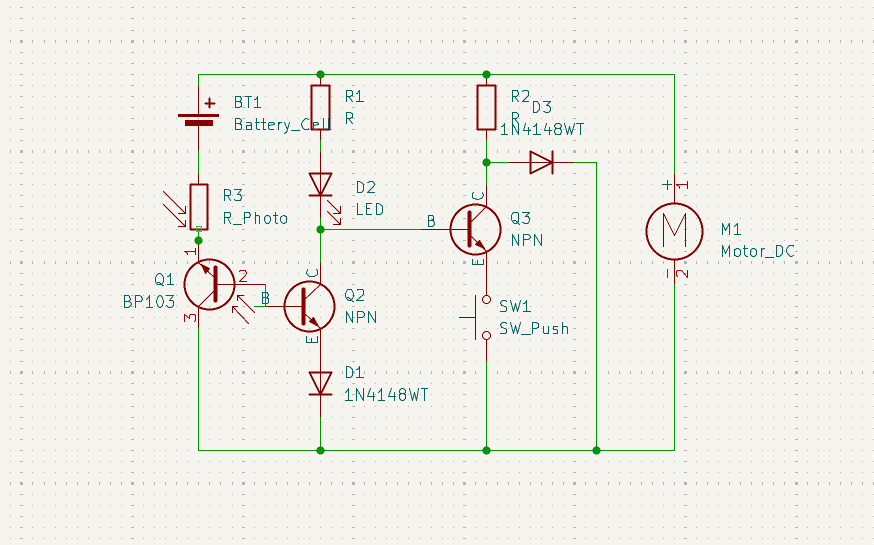 BT1
Battery_Cell
R1
R
R2
R
D3
1N4148WT
R3
R_Photo
D2
LED
B
C
E
Q3
NPN
+
1
M
2
M1
Motor_DC
1
Q1
BP103
2
3
B
C
E
Q2
NPN
SW1
SW_Push
D1
1N4148WT